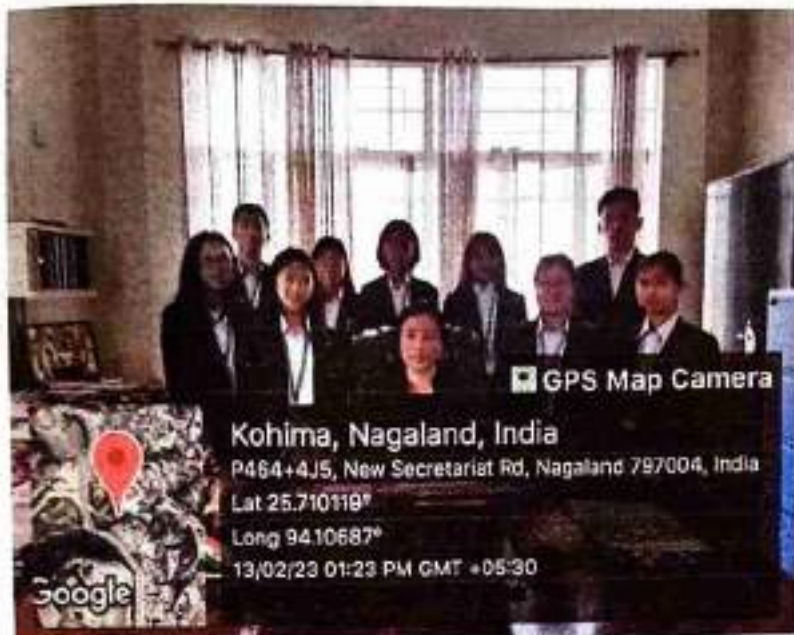 GPS Map Camera
Kohima, Nagaland, India
P464+4J5, New Secretariat Rd, Nagaland 797004, India
Lat 25.710119°
Long 94.10687°
13/02/23 01:23 PM GMT +05:30
Google